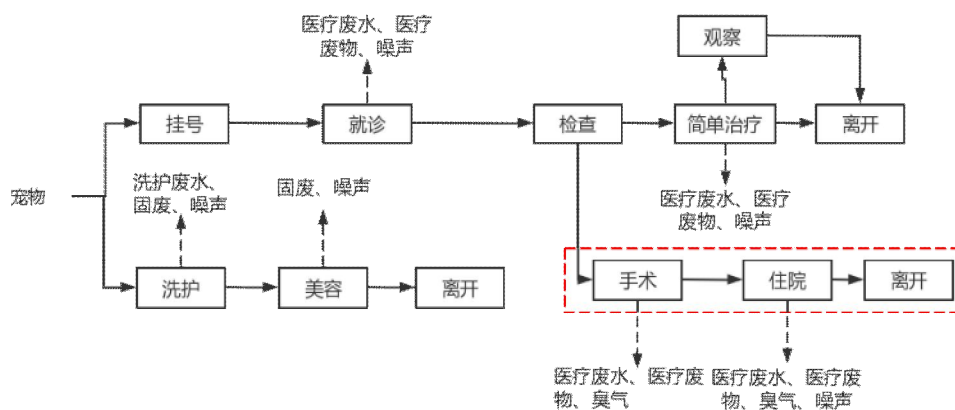 医疗废水、医疗
废物、噪声
观察
挂号
就诊
检查
简单治疗
离开
宠物
洗护废水、
固废、噪声
固废、噪声
医疗废水、医疗
废物、噪声
洗护
美容
离开
手术
住院
离开
医疗废水、医疗废
物、臭气
医疗废水、医疗废
物、臭气、噪声